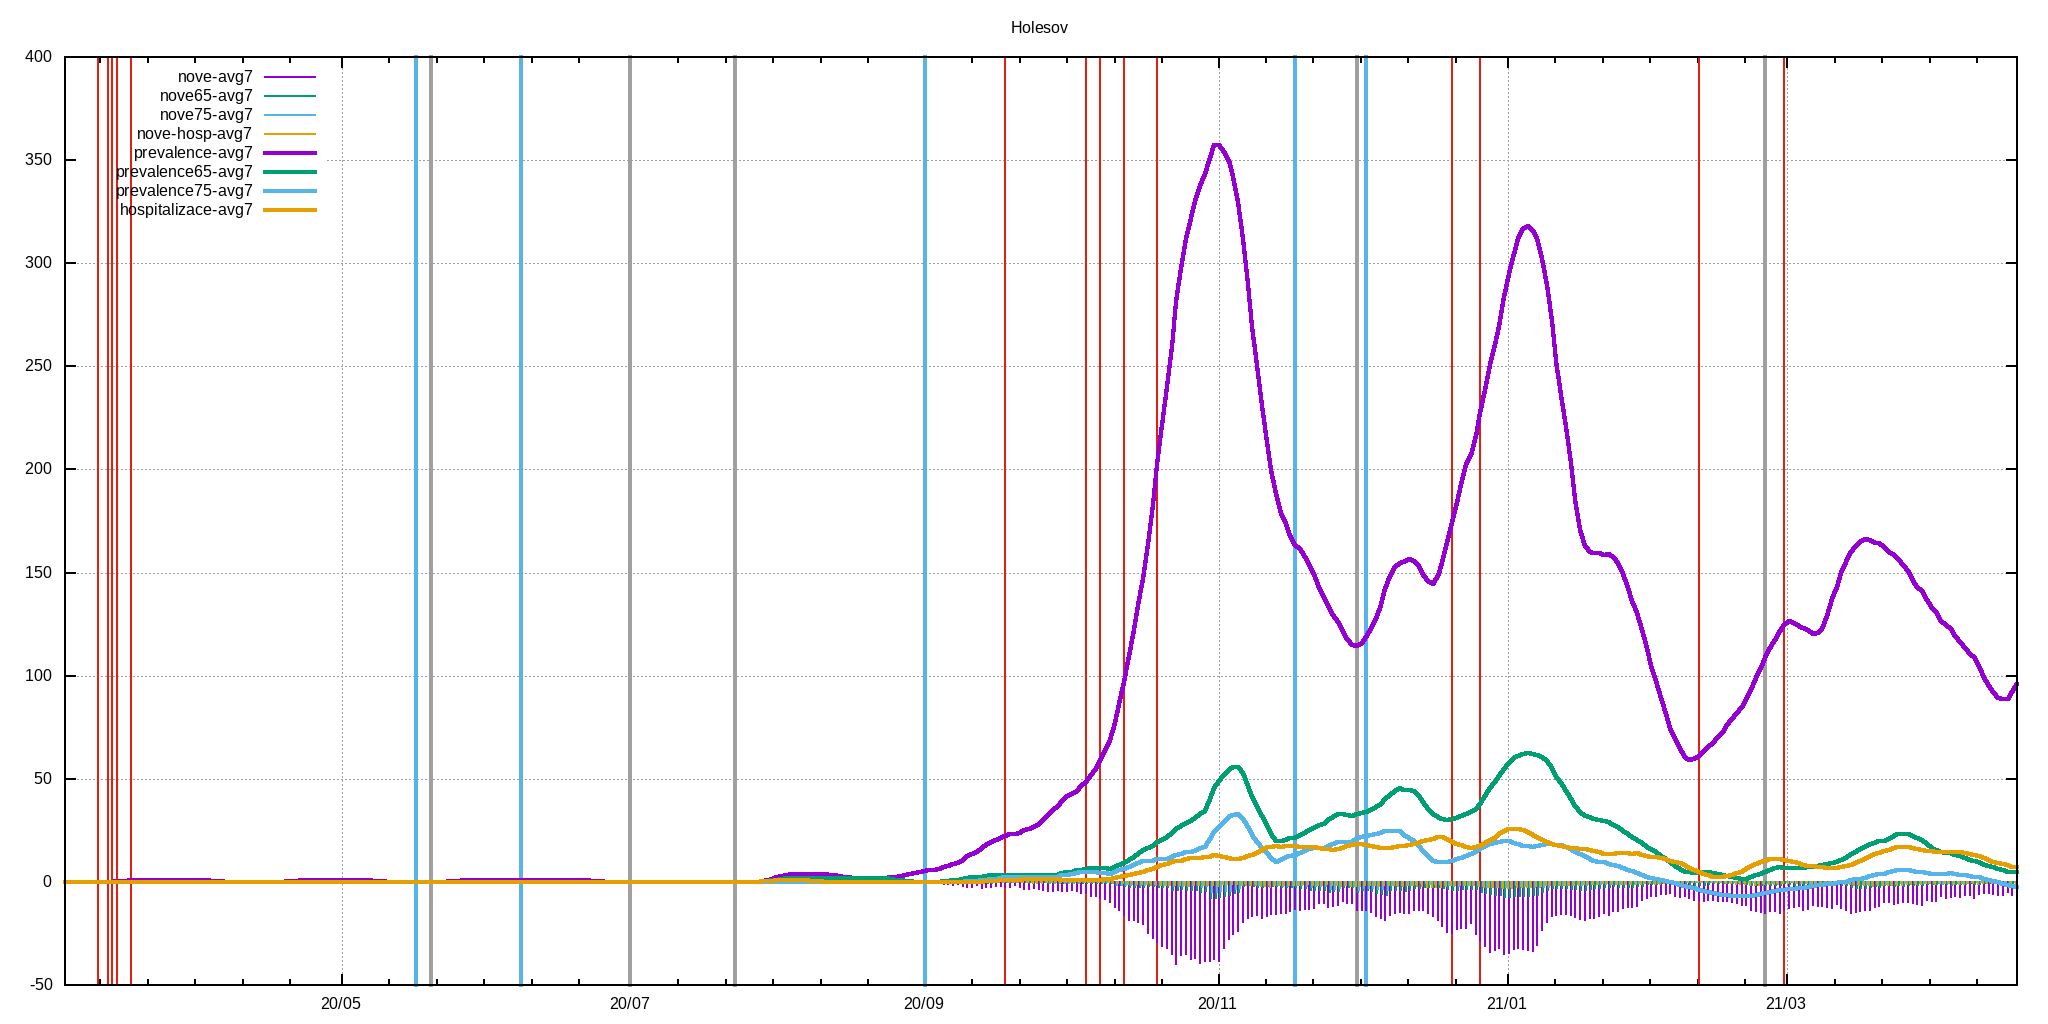 Holesov
400
350
300
250
200
150
100
50
0
-50
nove-avg7
nove65-avg7
nove75-avg7
nove-hosp-avg7
prevalence-avg7
prevalence65-avg7
prevalence75-avg7
hospitalizace-avg7
20/05 20/07 20/09 20/11 21/01 21/03